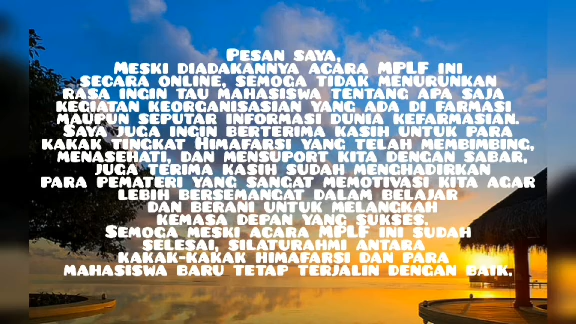 Pesan saya,
Meski diadakannya acara MPLF ini
secara online, semoga tidak menurunkan
rasa ingin tau mahasiswa tentang apa saja
kegiatan keorganisasian yang ada di farmasi
maupun seputar informasi dunia kefarmasian.
Saya juga ingin berterima kasih untuk para
kakak tingkat Himafarsi yang telah membimbing,
menasehati, dan mensuport kita dengan sabar,
juga terima kasih sudah menghadirkan
para pemateri yang sangat memotivasi kita agar
lebih bersemangat dalam belajar
dan berani untuk melangkah
kemasa depan yang sukses.
Semoga meski acara MPLF ini sudah
selesai, silaturahmi antara
kakak-kakak himafarsi dan para
mahasiswa baru tetap terjalin dengan baik.